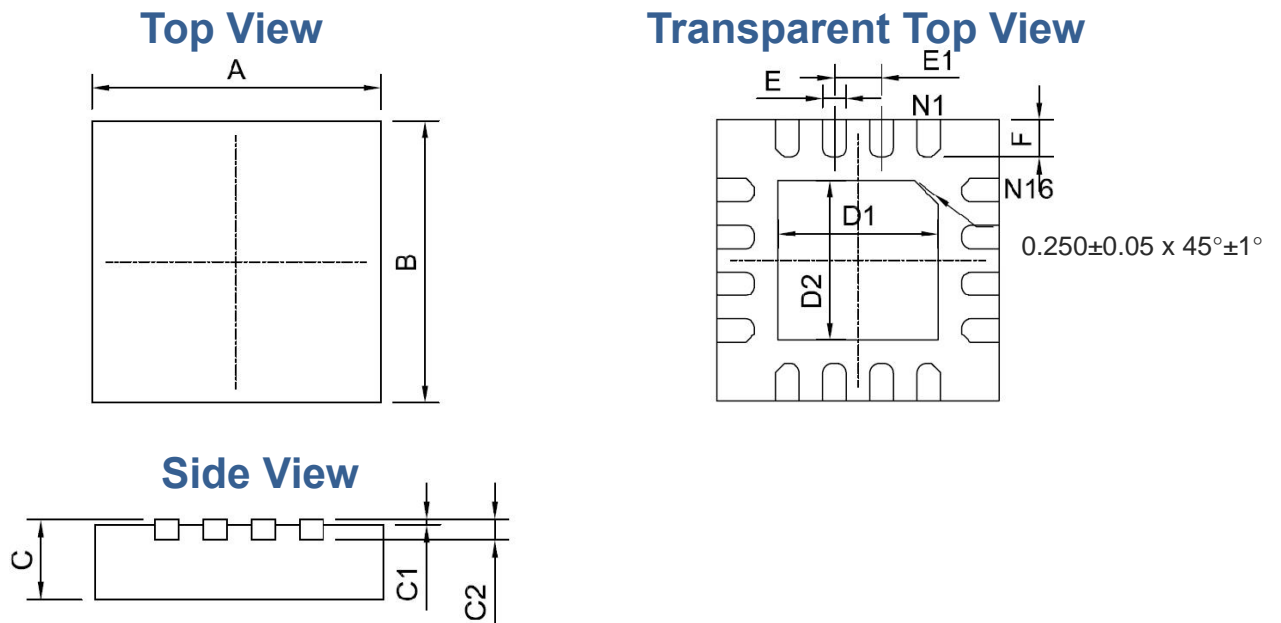 Top View
A
B
Transparent Top View
E1
E
N1
F
N16
D1
0.250±0.05 x 45°±1°
D2
Side View
C
C1
C2